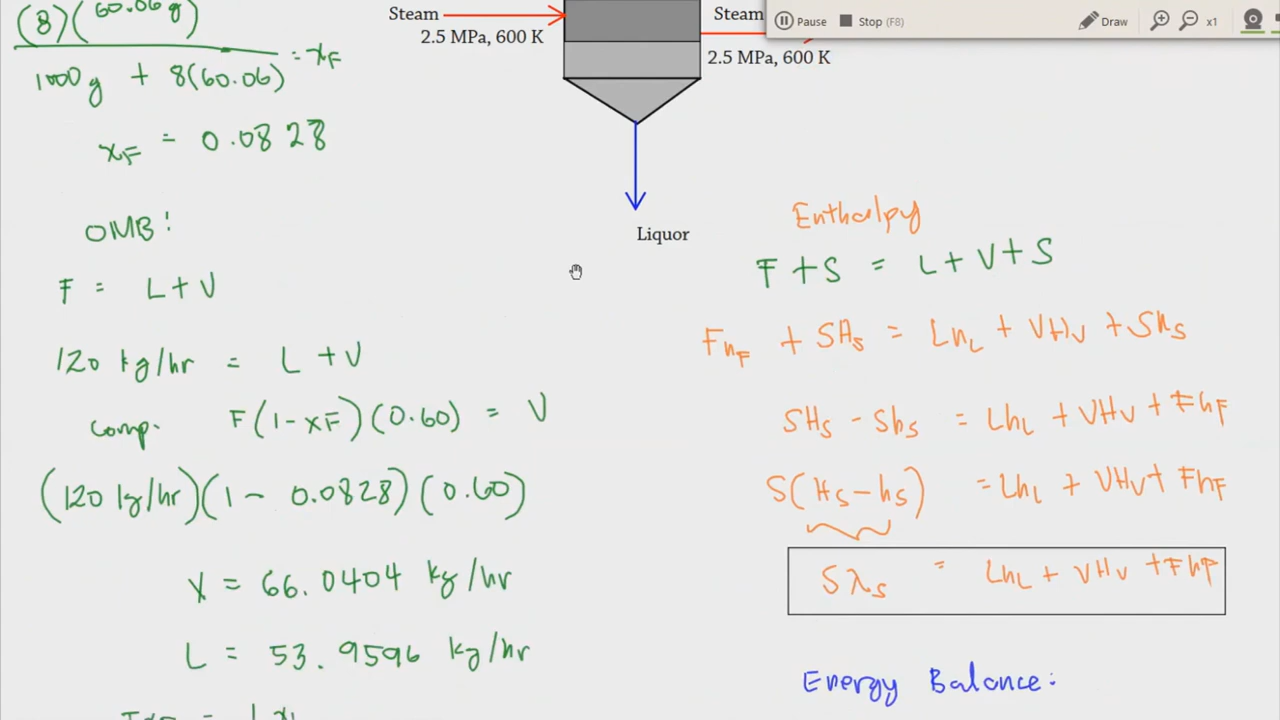 (8)(60.06g)
1000g + 8(60.06) = xF
xF = 0.0828
OMB:
F = L+V
120 kg/hr = L + V
comp. F(1-xF)(0.60) = V
(120 kg/hr)(1 - 0.0828)(0.60)
V = 66.0404 kg/hr
L = 53.9596 kg/hr
Steam
2.5 MPa, 600 K
Steam
2.5 MPa, 600 K
Liquor
Pause
Stop (F8)
Draw
x1
Enthalpy
F + S = L + V + S
FhF + SHs = LhL + VHv + Shs
SHs - Shs = LhL + VHv + FhF
S(Hs-hs) = LhL + VHv + FhF
Sλs = LhL + VHv + FhF
Energy Balance: